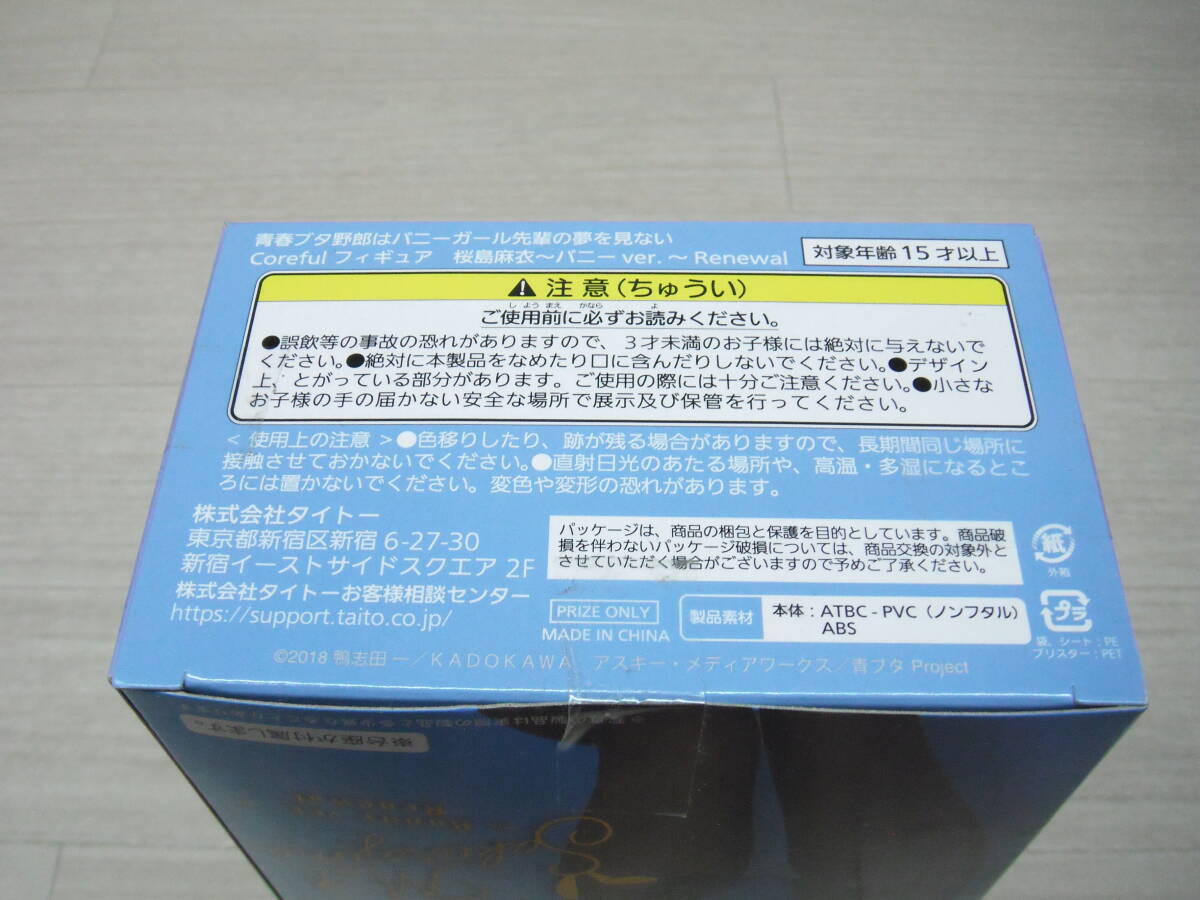 青春ブタ野郎はバニーガール先輩の夢を見ない
Coreful フィギュア 桜島麻衣～バニー ver. ～ Renewal
対象年齢 15 才以上
注 意 (ちゅうい)
し よう まえ かなら よ
ご使用前に必ずお読みください。
●誤飲等の事故の恐れがありますので、３才未満のお子様には絶対に与えないで
ください。●絶対に本製品をなめたり口に含んだりしないでください。●デザイン
上、とがっている部分があります。ご使用の際には十分ご注意ください。●小さな
お子様の手の届かない安全な場所で展示及び保管を行ってください。
< 使用上の注意 >●色移りしたり、跡が残る場合がありますので、長期間同じ場所に
接触させておかないでください。●直射日光のあたる場所や、高温・多湿になるとこ
ろには置かないでください。変色や変形の恐れがあります。
株式会社タイトー
東京都新宿区新宿 6-27-30
新宿イーストサイドスクエア 2F
株式会社タイトーお客様相談センター
https://support.taito.co.jp/
パッケージは、商品の梱包と保護を目的としています。商品破
損を伴わないパッケージ破損については、商品交換の対象外と
させていただく場合がございますので予めご了承ください。
紙
外箱
PRIZE ONLY
MADE IN CHINA
製品素材
本体：ATBC - PVC（ノンフタル）
ABS
プラ
袋、シート：PE
ブリスター：PET
©2018 鴨志田 一／KADOKAWA アスキー・メディアワークス／青ブタ Project
※台座が付属します。
Bunny ver.
Renewal